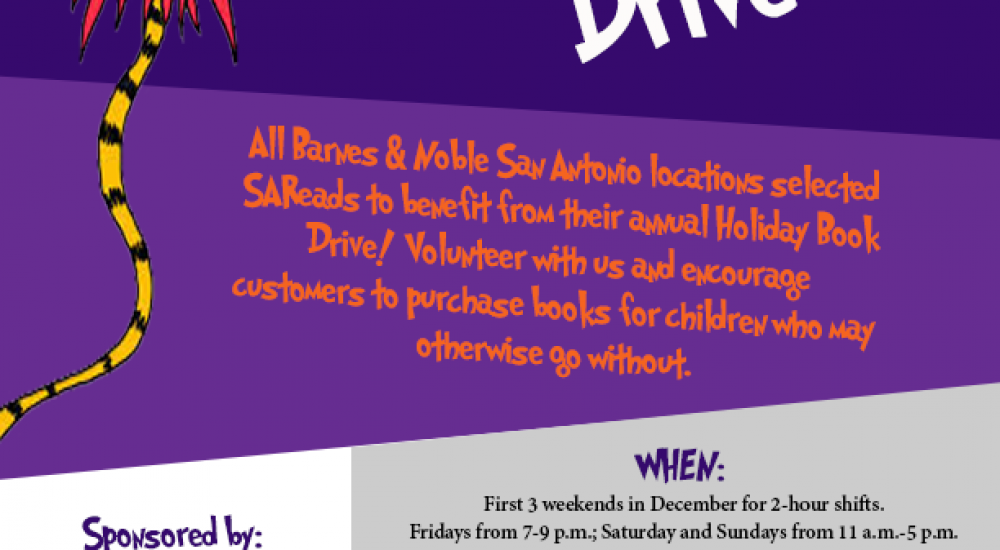 Drive
All Barnes & Noble San Antonio locations selected
SAReads to benefit from their annual Holiday Book
Drive! Volunteer with us and encourage
customers to purchase books for children who may
otherwise go without.
WHEN:
First 3 weekends in December for 2-hour shifts.
Fridays from 7-9 p.m.; Saturday and Sundays from 11 a.m.-5 p.m.
Sponsored by: